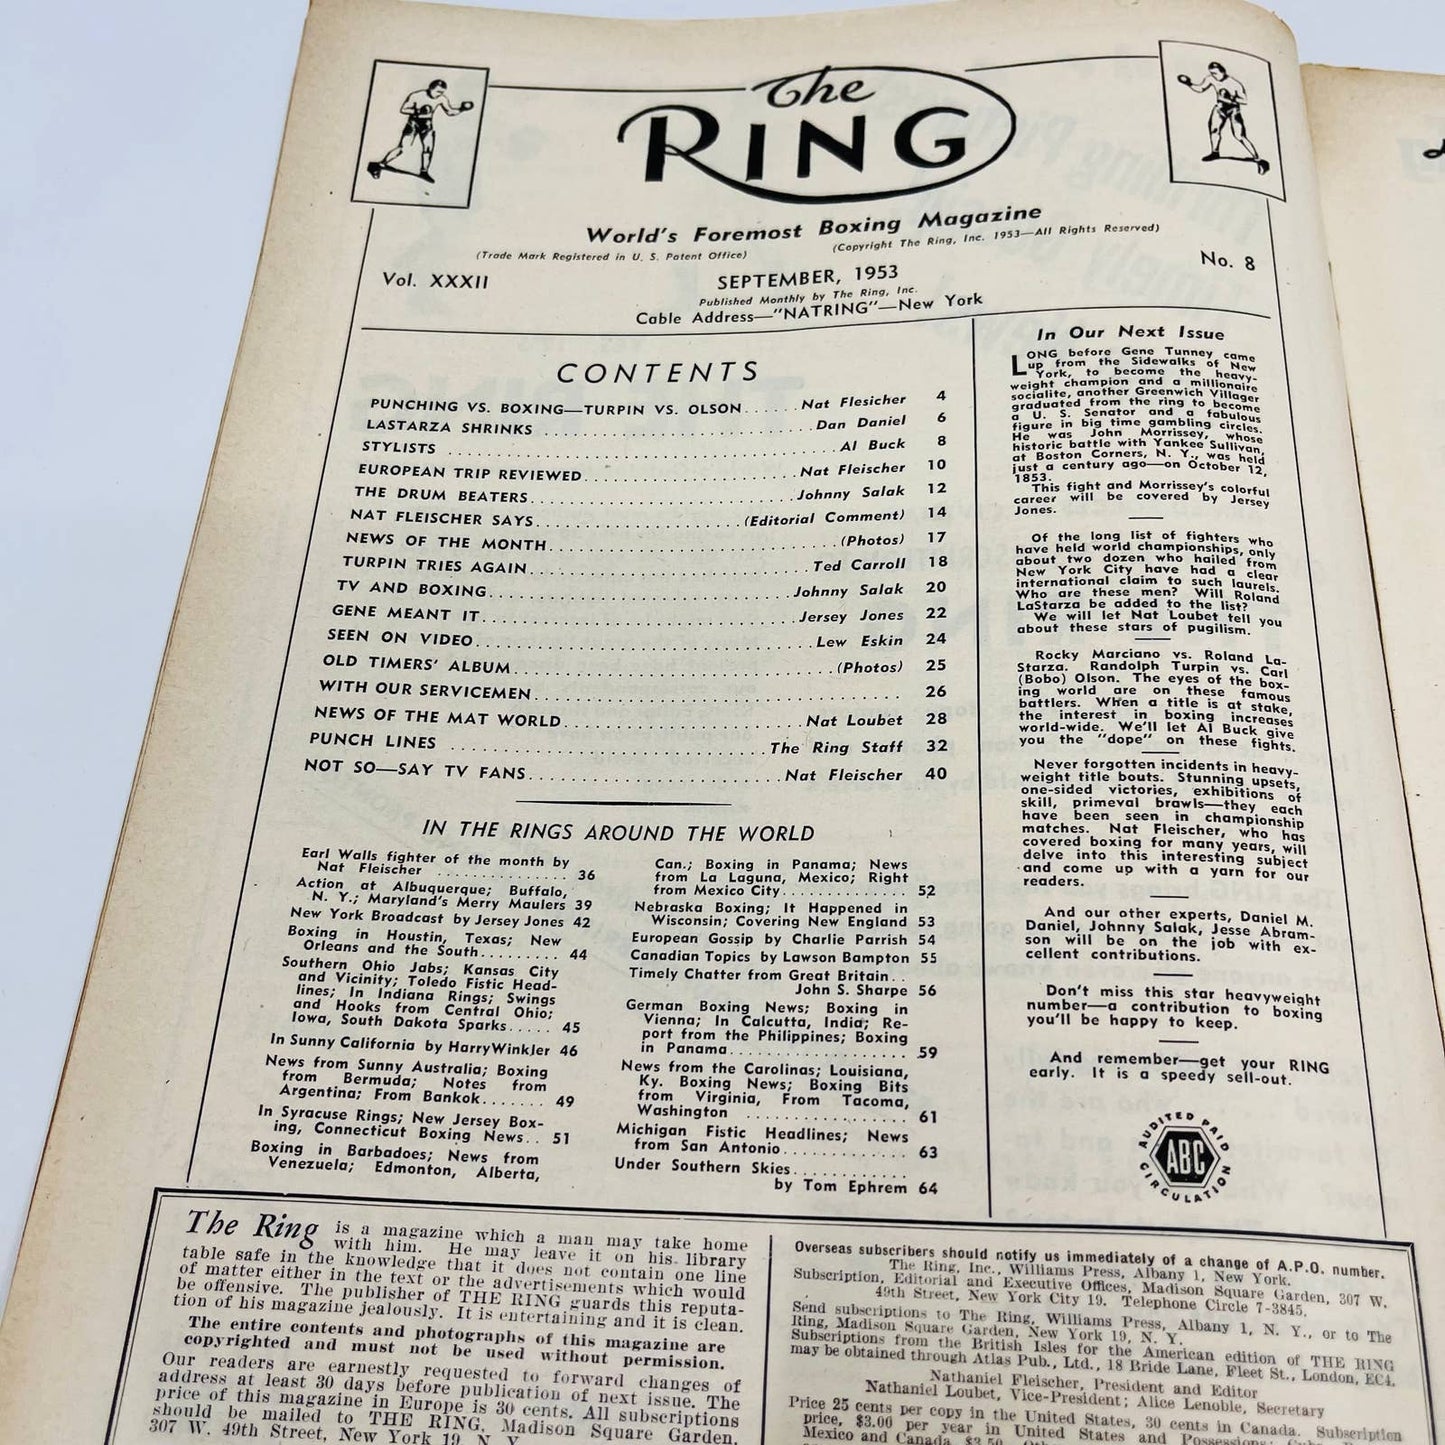 The
RING
World's Foremost Boxing Magazine
(Trade Mark Registered in U. S. Patent Office)
(Copyright The Ring, Inc. 1953—All Rights Reserved)
Vol. XXXII
SEPTEMBER, 1953
No. 8
Published Monthly by The Ring, Inc.
Cable Address—"NATRING"—New York
CONTENTS
PUNCHING VS. BOXING—TURPIN VS. OLSON......Nat Flesicher 4
LASTARZA SHRINKS ..............................Dan Daniel 6
STYLISTS ..........................................Al Buck 8
EUROPEAN TRIP REVIEWED........................Nat Fleischer 10
THE DRUM BEATERS..............................Johnny Salak 12
NAT FLEISCHER SAYS......................(Editorial Comment) 14
NEWS OF THE MONTH.................................(Photos) 17
TURPIN TRIES AGAIN..............................Ted Carroll 18
TV AND BOXING..................................Johnny Salak 20
GENE MEANT IT..................................Jersey Jones 22
SEEN ON VIDEO.....................................Lew Eskin 24
OLD TIMERS' ALBUM..................................(Photos) 25
WITH OUR SERVICEMEN........................................ 26
NEWS OF THE MAT WORLD...........................Nat Loubet 28
PUNCH LINES ..................................The Ring Staff 32
NOT SO—SAY TV FANS............................Nat Fleischer 40
IN THE RINGS AROUND THE WORLD
Earl Walls fighter of the month by
Nat Fleischer ............... 36
Action at Albuquerque; Buffalo,
N. Y.; Maryland's Merry Maulers 39
New York Broadcast by Jersey Jones 42
Boxing in Houstin, Texas; New
Orleans and the South......... 44
Southern Ohio Jabs; Kansas City
and Vicinity; Toledo Fistic Head-
lines; In Indiana Rings; Swings
and Hooks from Central Ohio;
Iowa, South Dakota Sparks..... 45
In Sunny California by HarryWinkler 46
News from Sunny Australia; Boxing
from Bermuda; Notes from
Argentina; From Bankok....... 49
In Syracuse Rings; New Jersey Box-
ing, Connecticut Boxing News.. 51
Boxing in Barbadoes; News from
Venezuela; Edmonton, Alberta,
Can.; Boxing in Panama; News
from La Laguna, Mexico; Right
from Mexico City............. 52
Nebraska Boxing; It Happened in
Wisconsin; Covering New England 53
European Gossip by Charlie Parrish 54
Canadian Topics by Lawson Bampton 55
Timely Chatter from Great Britain..
John S. Sharpe 56
German Boxing News; Boxing in
Vienna; In Calcutta, India; Re-
port from the Philippines; Boxing
in Panama................... 59
News from the Carolinas; Louisiana,
Ky. Boxing News; Boxing Bits
from Virginia, From Tacoma,
Washington ................. 61
Michigan Fistic Headlines; News
from San Antonio............. 63
Under Southern Skies............
by Tom Ephrem 64
In Our Next Issue
LONG before Gene Tunney came
up from the Sidewalks of New
York, to become the heavy-
weight champion and a millionaire
socialite, another Greenwich Villager
graduated from the ring to become
a U. S. Senator and a fabulous
figure in big time gambling circles.
He was John Morrissey, whose
historic battle with Yankee Sullivan,
at Boston Corners, N. Y., was held
just a century ago—on October 12,
1853.
This fight and Morrissey's colorful
career will be covered by Jersey
Jones.
Of the long list of fighters who
have held world championships, only
about two dozen who hailed from
New York City have had a clear
international claim to such laurels.
Who are these men? Will Roland
LaStarza be added to the list?
We will let Nat Loubet tell you
about these stars of pugilism.
Rocky Marciano vs. Roland La-
Starza. Randolph Turpin vs. Carl
(Bobo) Olson. The eyes of the box-
ing world are on these famous
battlers. When a title is at stake,
the interest in boxing increases
world-wide. We'll let Al Buck give
you the "dope" on these fights.
Never forgotten incidents in heavy-
weight title bouts. Stunning upsets,
one-sided victories, exhibitions of
skill, primeval brawls—they each
have been seen in championship
matches. Nat Fleischer, who has
covered boxing for many years, will
delve into this interesting subject
and come up with a yarn for our
readers.
And our other experts, Daniel M.
Daniel, Johnny Salak, Jesse Abram-
son will be on the job with ex-
cellent contributions.
Don't miss this star heavyweight
number—a contribution to boxing
you'll be happy to keep.
And remember—get your RING
early. It is a speedy sell-out.
AUDITED PAID
ABC
CIRCULATION
The Ring is a magazine which a man may take home
with him. He may leave it on his library
table safe in the knowledge that it does not contain one line
of matter either in the text or the advertisements which would
be offensive. The publisher of THE RING guards this reputa-
tion of his magazine jealously. It is entertaining and it is clean.
The entire contents and photographs of this magazine are
copyrighted and must not be used without permission.
Our readers are earnestly requested to forward changes of
address at least 30 days before publication of next issue. The
price of this magazine in Europe is 30 cents. All subscriptions
should be mailed to THE RING, Madison Square Garden,
307 W. 49th Street, New York 19, N. Y.
Overseas subscribers should notify us immediately of a change of A.P.O. number.
The Ring, Inc., Williams Press, Albany 1, New York.
Subscription, Editorial and Executive Offices, Madison Square Garden, 307 W.
49th Street, New York City 19. Telephone Circle 7-3845.
Send subscriptions to The Ring, Williams Press, Albany 1, N. Y., or to The
Ring, Madison Square Garden, New York 19, N. Y.
Subscriptions from the British Isles for the American edition of THE RING
may be obtained through Atlas Pub., Ltd., 18 Bride Lane, Fleet St., London, EC4.
Nathaniel Fleischer, President and Editor
Nathaniel Loubet, Vice-President; Alice Lenoble, Secretary
Price 25 cents per copy in the United States, 30 cents in Canada. Subscription
price, $3.00 per year in United States and Possessions;
Mexico and Canada $3.50